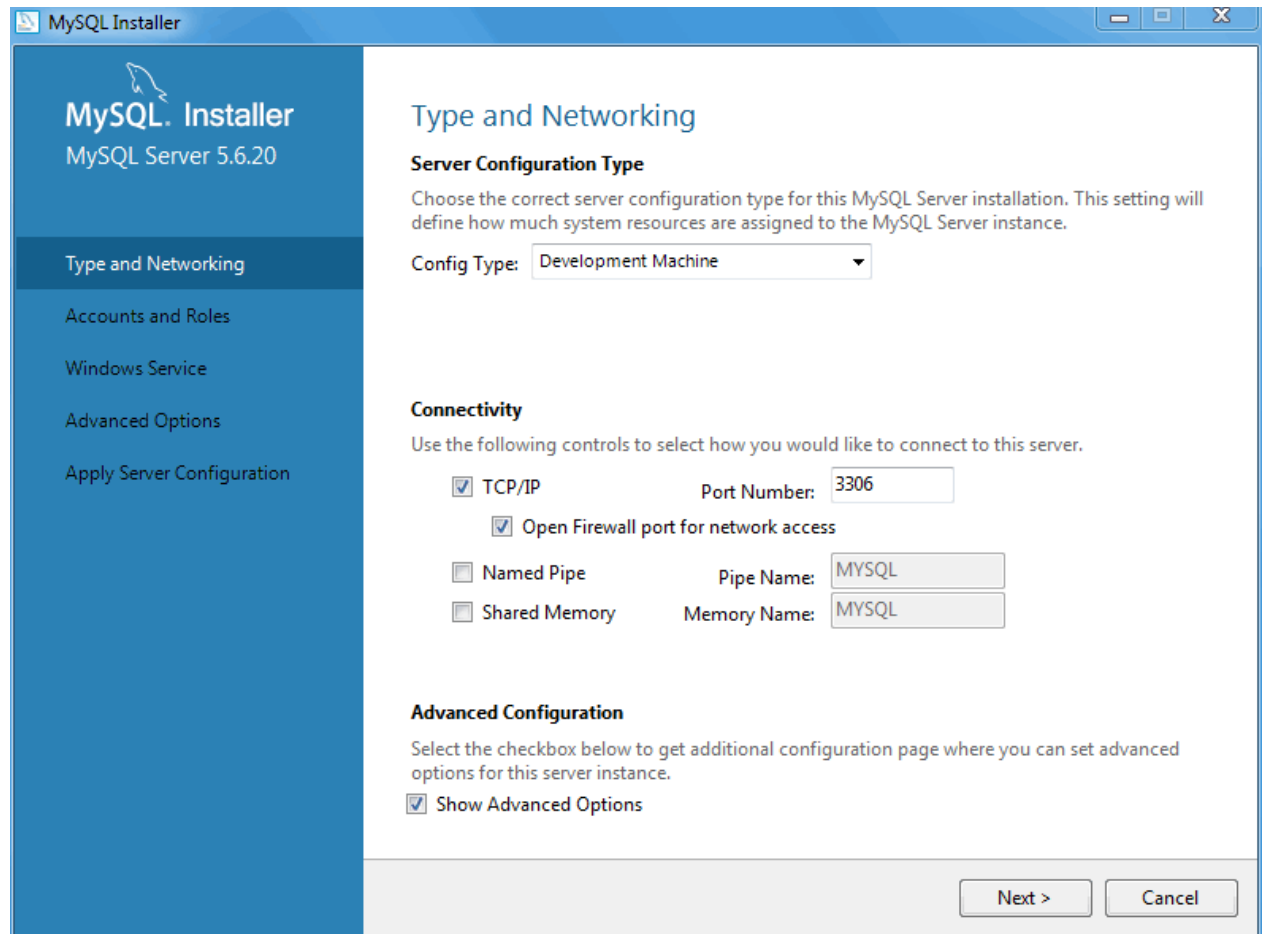 MySQL Installer
MySQL. Installer
MySQL Server 5.6.20
Type and Networking
Accounts and Roles
Windows Service
Advanced Options
Apply Server Configuration
Type and Networking
Server Configuration Type
Choose the correct server configuration type for this MySQL Server installation. This setting will
define how much system resources are assigned to the MySQL Server instance.
Config Type: Development Machine
Connectivity
Use the following controls to select how you would like to connect to this server.
TCP/IP Port Number: 3306
Open Firewall port for network access
Named Pipe Pipe Name: MYSQL
Shared Memory Memory Name: MYSQL
Advanced Configuration
Select the checkbox below to get additional configuration page where you can set advanced
options for this server instance.
Show Advanced Options
Next > Cancel